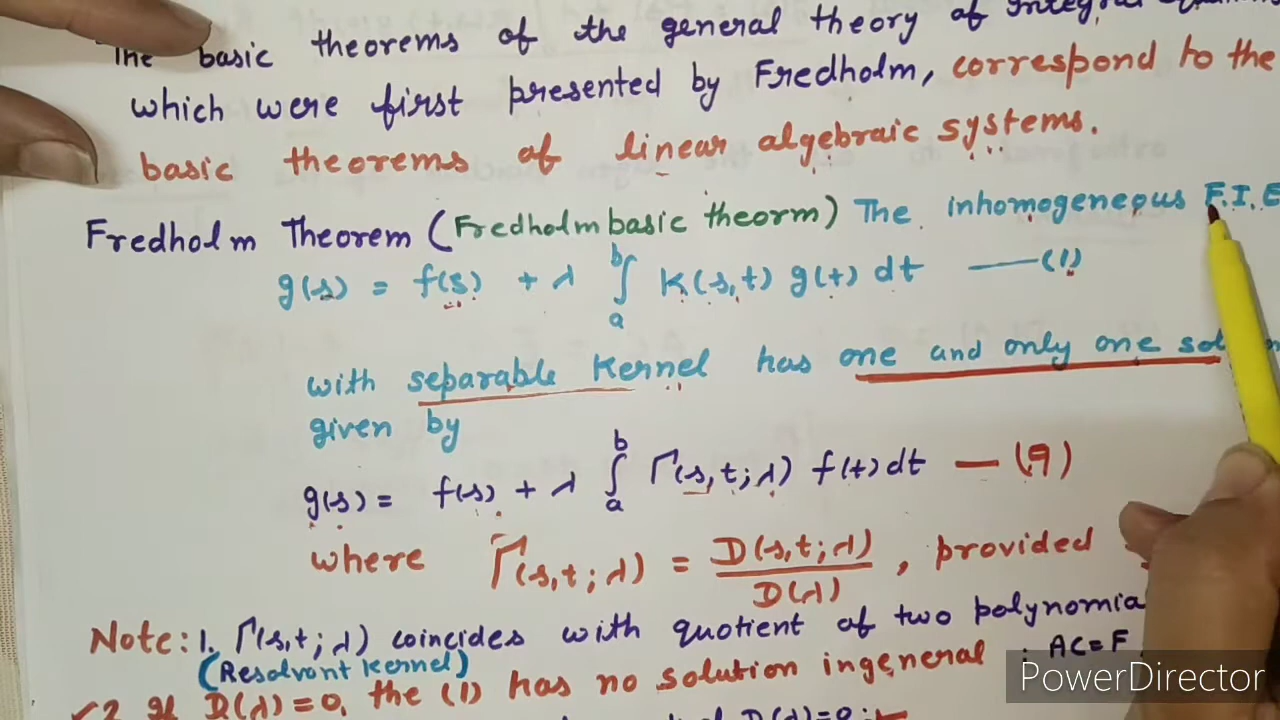 The basic theorems of the general theory of Integral
which were first presented by Fredholm, correspond to the
basic theorems of linear algebraic systems.
Fredholm Theorem (Fredholm basic theorm) The inhomogeneous F.I.E
g(s) = f(s) + λ ∫ₐᵇ K(s,t) g(t) dt —(1)
with separable Kernel has one and only one
given by
g(s) = f(s) + λ ∫ₐᵇ Γ(s,t;λ) f(t) dt — (9)
where Γ(s,t;λ) = D(s,t;λ) / D(λ), provided
Note: 1. Γ(s,t;λ) coincides with quotient of two polynomia
(Resolvant Kernel)
2 If D(λ)=0, the (1) has no solution ingeneral ; AC=F
D(λ)=0
PowerDirector